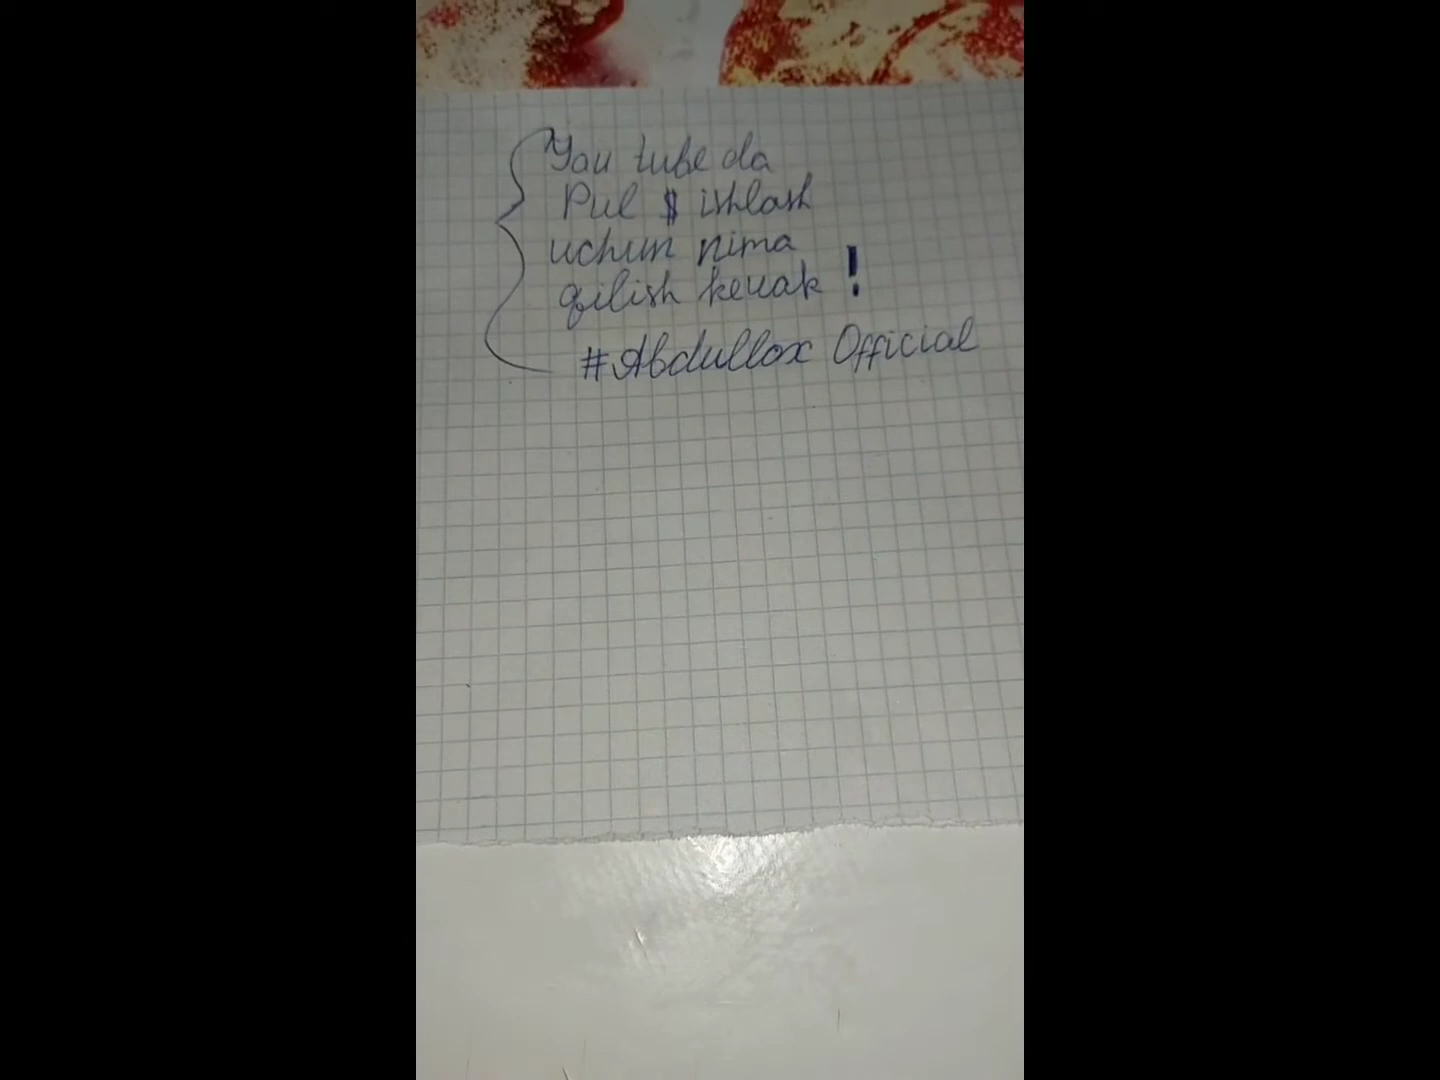 You tube da
Pul $ ishlash
uchun nima
qilish kerak !
#Abdullox Official